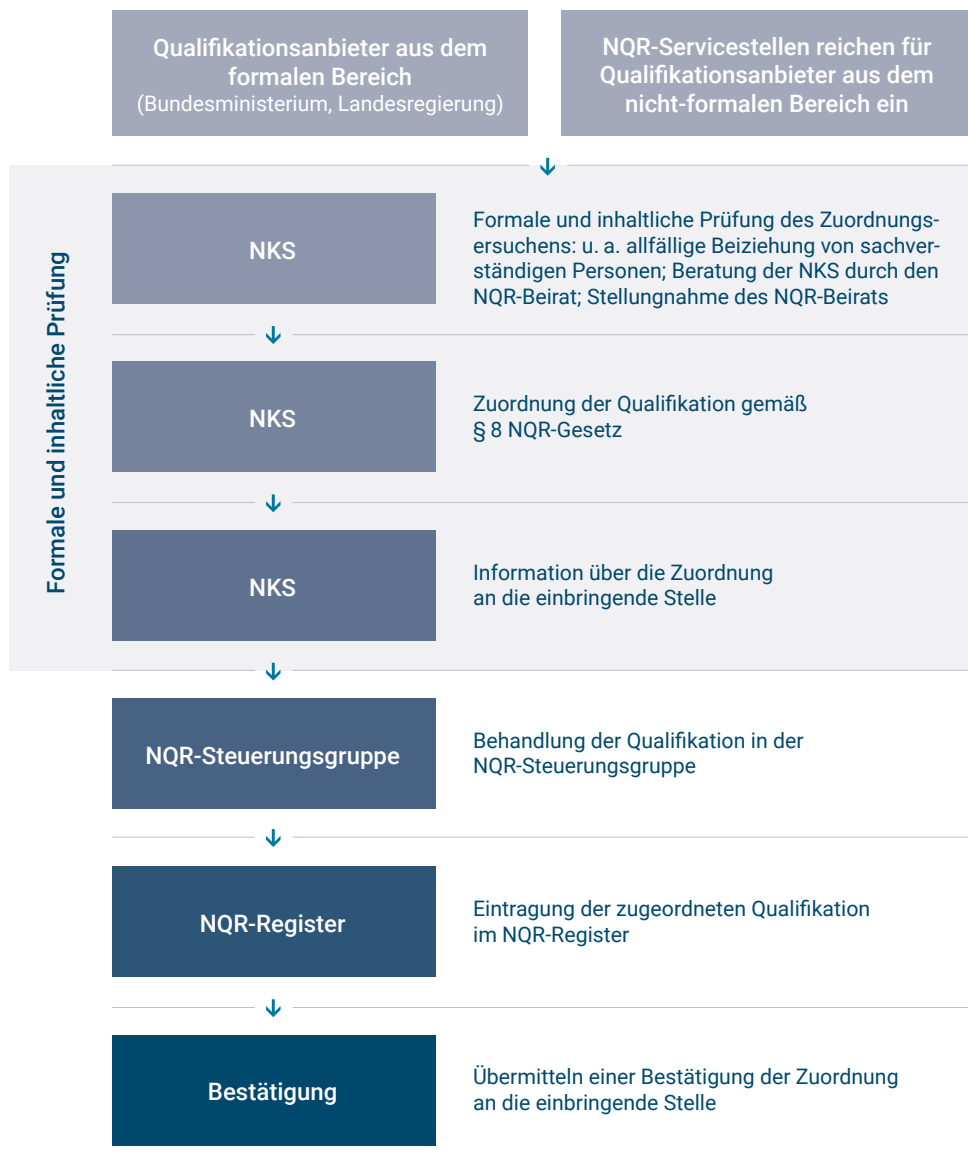 Qualifikationsanbieter aus dem
formalen Bereich
(Bundesministerium, Landesregierung)
NQR-Servicestellen reichen für
Qualifikationsanbieter aus dem
nicht-formalen Bereich ein
Formale und inhaltliche Prüfung
NKS
Formale und inhaltliche Prüfung des Zuordnungs-
ersuchens: u. a. allfällige Beiziehung von sachver-
ständigen Personen; Beratung der NKS durch den
NQR-Beirat; Stellungnahme des NQR-Beirats
NKS
Zuordnung der Qualifikation gemäß
§ 8 NQR-Gesetz
NKS
Information über die Zuordnung
an die einbringende Stelle
NQR-Steuerungsgruppe
Behandlung der Qualifikation in der
NQR-Steuerungsgruppe
NQR-Register
Eintragung der zugeordneten Qualifikation
im NQR-Register
Bestätigung
Übermitteln einer Bestätigung der Zuordnung
an die einbringende Stelle